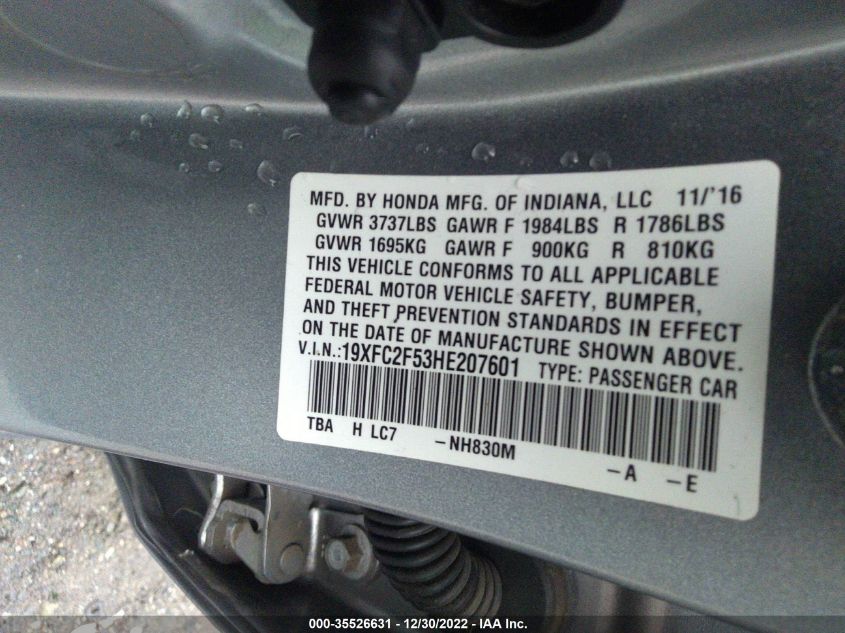 MFD. BY HONDA MFG. OF INDIANA, LLC 11/'16
GVWR 3737LBS GAWR F 1984LBS R 1786LBS
GVWR 1695KG GAWR F 900KG R 810KG
THIS VEHICLE CONFORMS TO ALL APPLICABLE
FEDERAL MOTOR VEHICLE SAFETY, BUMPER,
AND THEFT PREVENTION STANDARDS IN EFFECT
ON THE DATE OF MANUFACTURE SHOWN ABOVE.
V.I.N.:19XFC2F53HE207601 TYPE: PASSENGER CAR
TBA H LC7 -NH830M -A -E
000-35526631 - 12/30/2022 - IAA Inc.